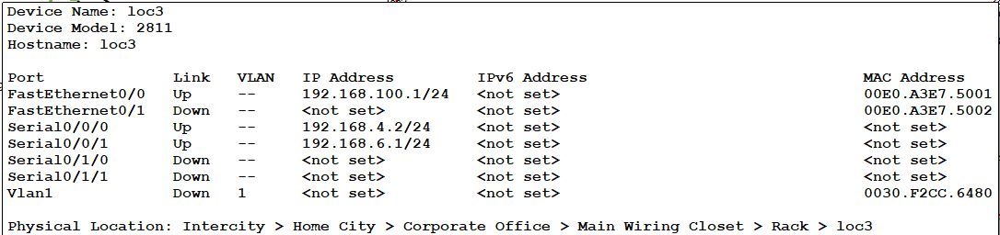 Device Name: loc3
Device Model: 2811
Hostname: loc3
Port Link VLAN IP Address IPv6 Address MAC Address
FastEthernet0/0 Up -- 192.168.100.1/24 <not set> 00E0.A3E7.5001
FastEthernet0/1 Down -- <not set> <not set> 00E0.A3E7.5002
Serial0/0/0 Up -- 192.168.4.2/24 <not set> <not set>
Serial0/0/1 Up -- 192.168.6.1/24 <not set> <not set>
Serial0/1/0 Down -- <not set> <not set> <not set>
Serial0/1/1 Down -- <not set> <not set> <not set>
Vlan1 Down 1 <not set> <not set> 0030.F2CC.6480
Physical Location: Intercity > Home City > Corporate Office > Main Wiring Closet > Rack > loc3